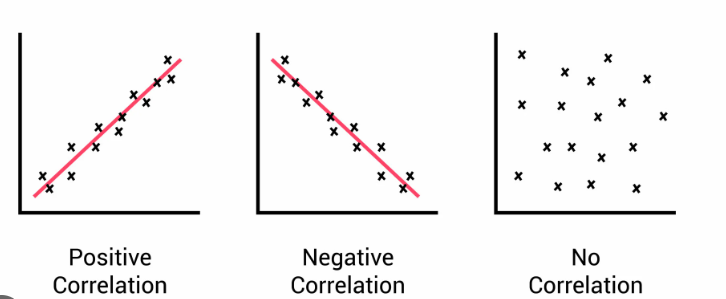 Positive
Correlation
Negative
Correlation
No
Correlation